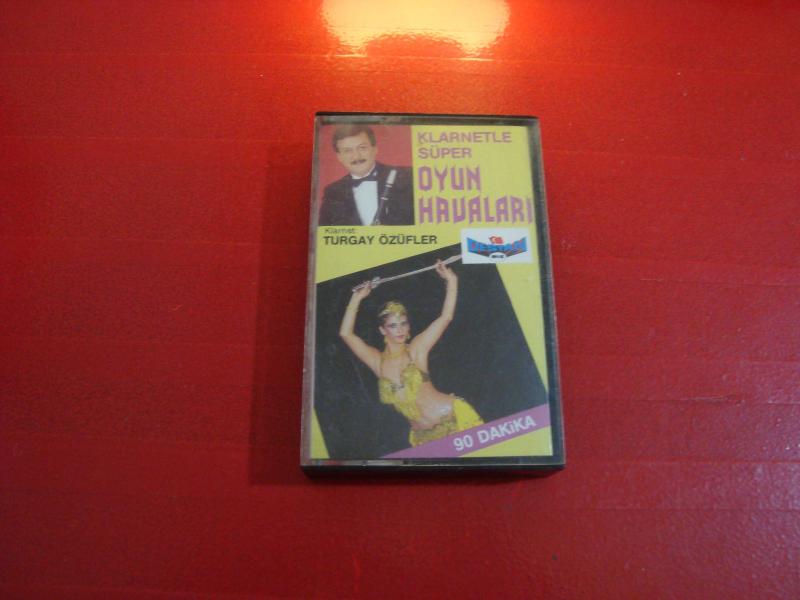 KLARNETLE
SÜPER
OYUN
HAVALARI
Klarnet:
TURGAY ÖZÜFLER
90 DAKiKA